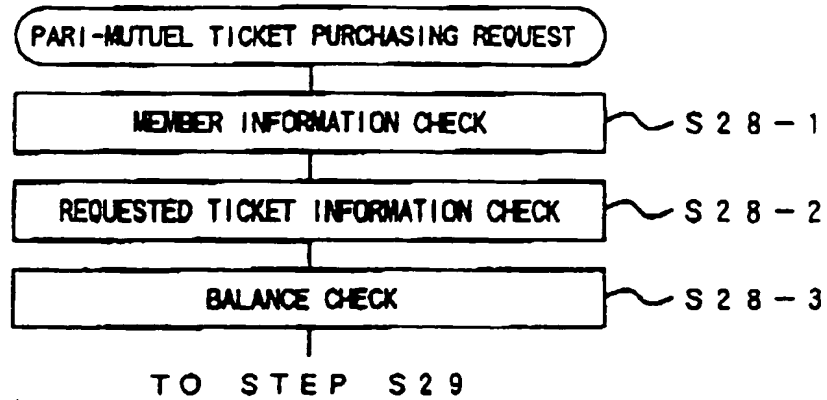 PARI-MUTUEL TICKET PURCHASING REQUEST
MEMBER INFORMATION CHECK
S28-1
REQUESTED TICKET INFORMATION CHECK
S28-2
BALANCE CHECK
S28-3
TO STEP S29